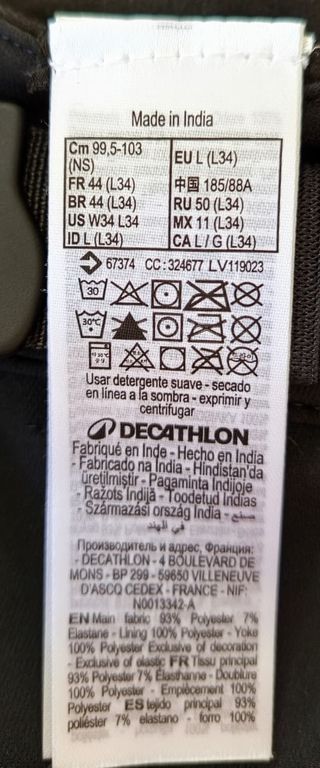 Made in India
Cm 99,5-103 (NS)
EU L (L34)
FR 44 (L34)
中国 185/88A
BR 44 (L34)
RU 50 (L34)
US W34 L34
MX 11 (L34)
ID L (L34)
CA L / G (L34)
67374 CC : 324677 LV119023
30
30°C
Usar detergente suave - secado
en línea a la sombra - exprimir y
centrifugar
DECATHLON
Fabriqué en Inde - Hecho en India
- Fabricado na India - Hindistan'da
üretilmiştir - Pagaminta Indijoje
- Ražots Indijā - Toodetud Indias
- Származási ország India - صنع
في الهند
Производитель и адрес, Франция:
- DECATHLON - 4 BOULEVARD DE
MONS - BP 299 - 59650 VILLENEUVE
D'ASCQ CEDEX - FRANCE - NIF:
N0013342-A
EN Main fabric 93% Polyester 7%
Elastane - Lining 100% Polyester - Yoke
100% Polyester Exclusive of decoration
- Exclusive of elastic FR Tissu principal
93% Polyester 7% Élasthanne - Doublure
100% Polyester - Empiècement 100%
Polyester ES tejido principal 93%
poliéster 7% elastano - forro 100%